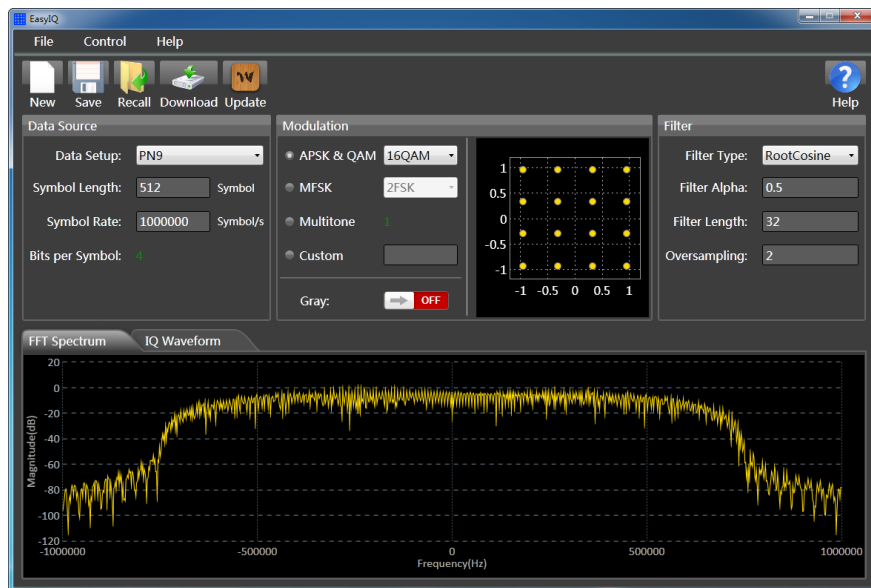 EasyIQ
File Control Help
New Save Recall Download Update Help
Data Source
Data Setup: PN9
Symbol Length: 512 Symbol
Symbol Rate: 1000000 Symbol/s
Bits per Symbol: 4
Modulation
APSK & QAM 16QAM
MFSK 2FSK
Multitone 1
Custom
Gray: OFF
1
0.5
0
-0.5
-1
-1 -0.5 0 0.5 1
Filter
Filter Type: RootCosine
Filter Alpha: 0.5
Filter Length: 32
Oversampling: 2
FFT Spectrum IQ Waveform
Magnitude(dB)
20
0
-20
-40
-60
-80
-100
-120
-1000000 -500000 0 500000 1000000
Frequency(Hz)